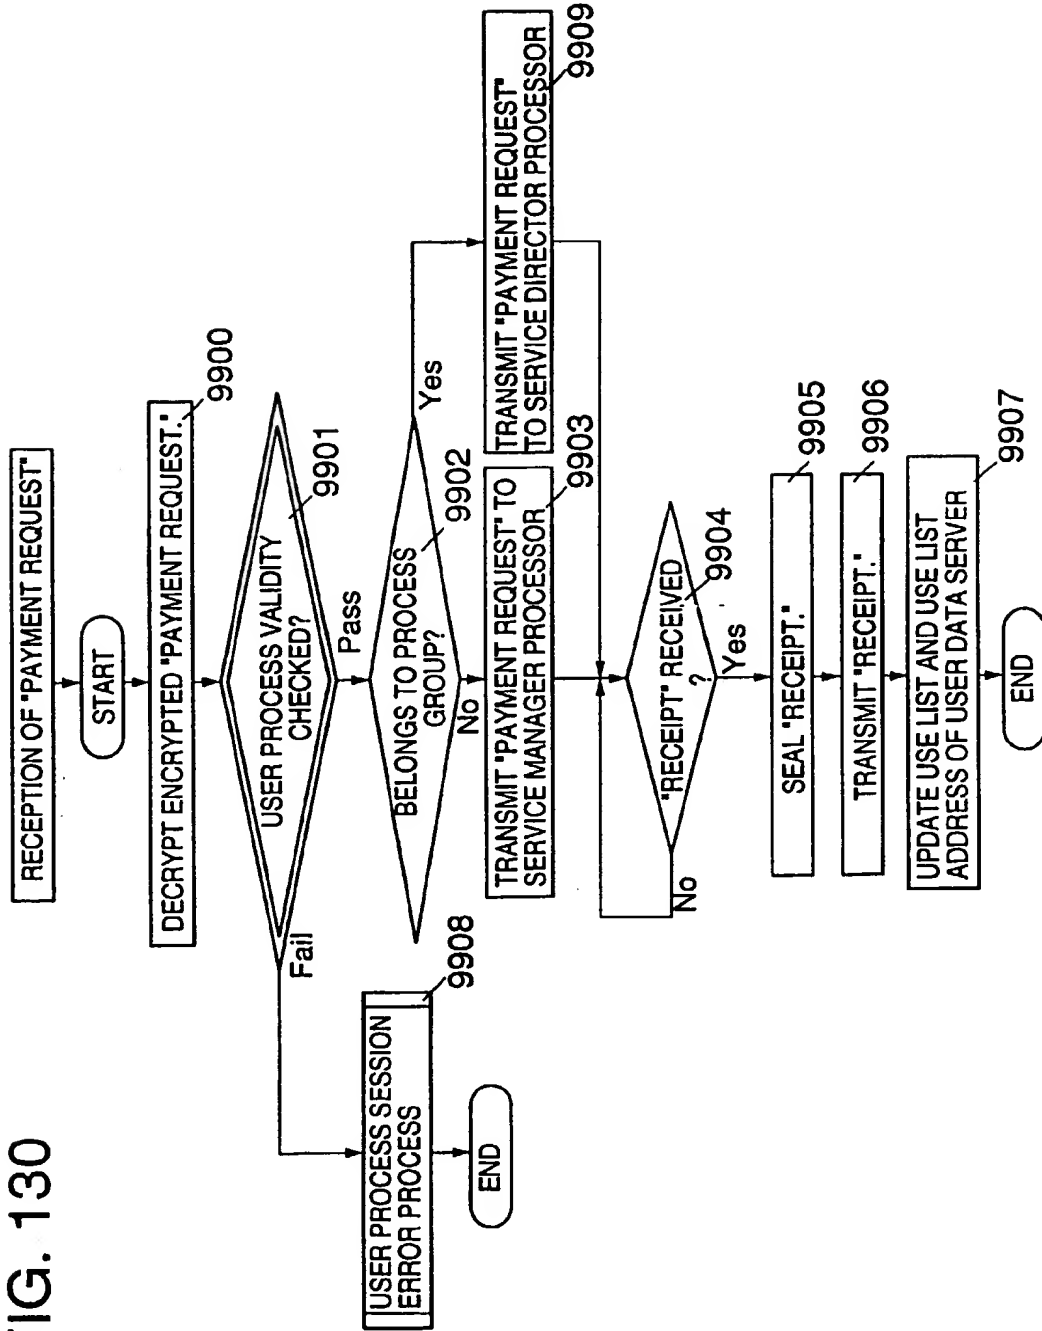 FIG. 130
RECEPTION OF "PAYMENT REQUEST"
START
DECRYPT ENCRYPTED "PAYMENT REQUEST."
9900
USER PROCESS VALIDITY
CHECKED?
9901
Fail
Pass
BELONGS TO PROCESS
GROUP?
9902
Yes
No
USER PROCESS SESSION
ERROR PROCESS
9908
END
TRANSMIT "PAYMENT REQUEST" TO
SERVICE MANAGER PROCESSOR
9903
TRANSMIT "PAYMENT REQUEST"
TO SERVICE DIRECTOR PROCESSOR
9909
"RECEIPT" RECEIVED
?
9904
No
Yes
SEAL "RECEIPT."
9905
TRANSMIT "RECEIPT."
9906
UPDATE USE LIST AND USE LIST
ADDRESS OF USER DATA SERVER
9907
END